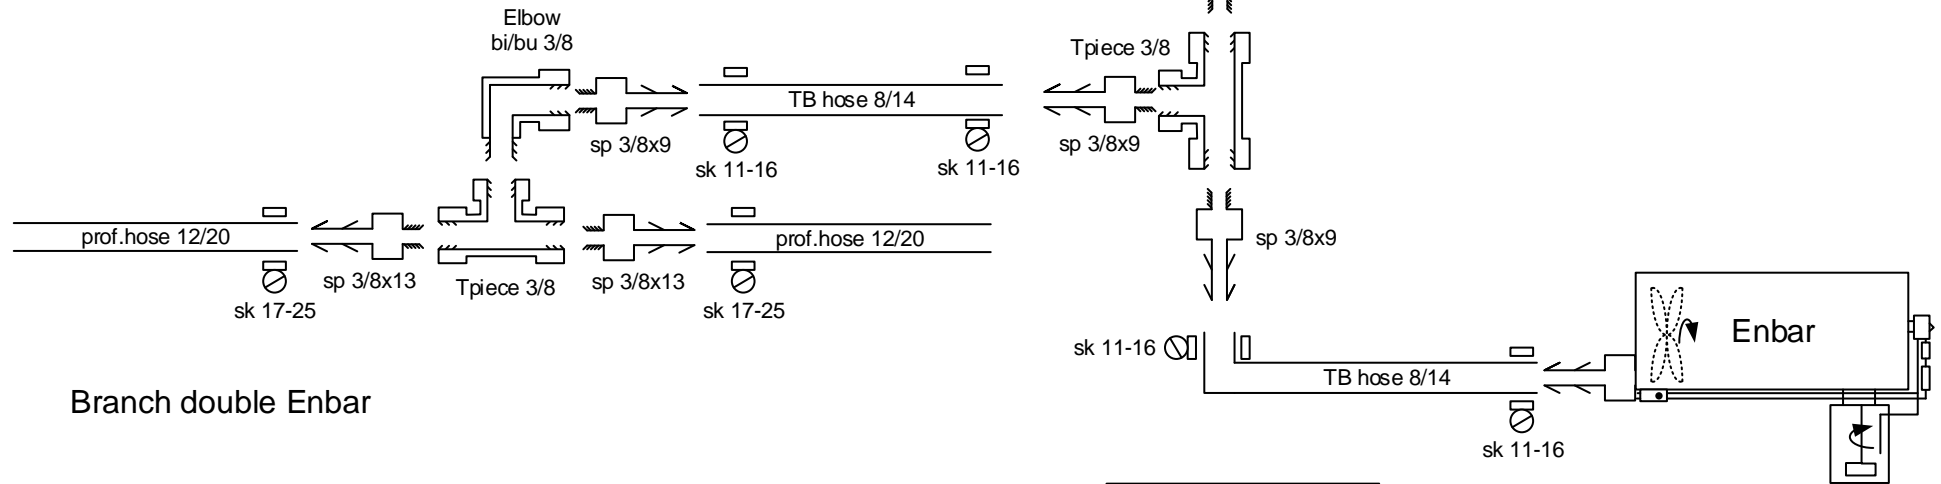 Elbow
bi/bu 3/8
Tpiece 3/8
TB hose 8/14
sp 3/8x9
sk 11-16
sk 11-16
sp 3/8x9
prof.hose 12/20
sp 3/8x13
sk 17-25
Tpiece 3/8
sp 3/8x13
prof.hose 12/20
sk 17-25
sp 3/8x9
sk 11-16
TB hose 8/14
sk 11-16
Enbar
Branch double Enbar